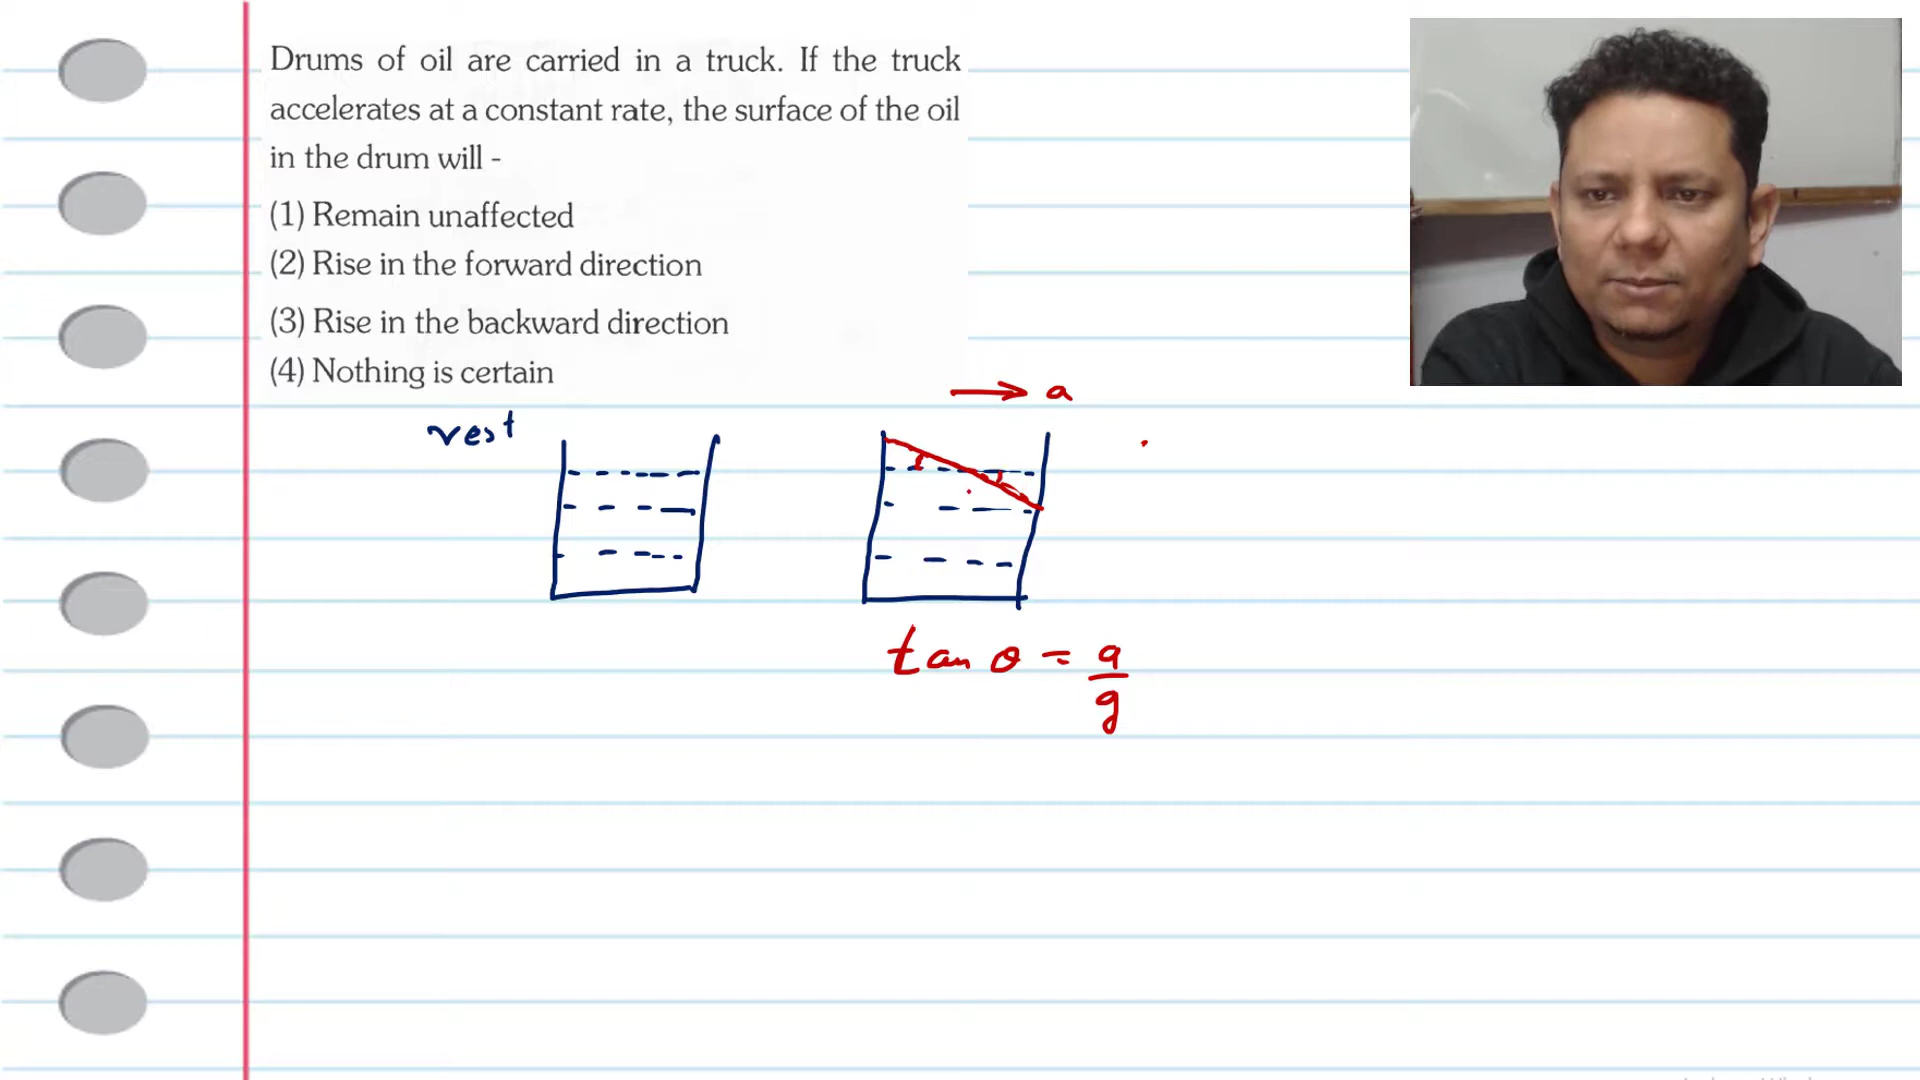 Drums of oil are carried in a truck. If the truck
accelerates at a constant rate, the surface of the oil
in the drum will -
(1) Remain unaffected
(2) Rise in the forward direction
(3) Rise in the backward direction
(4) Nothing is certain
a
rest
tan θ = a/g